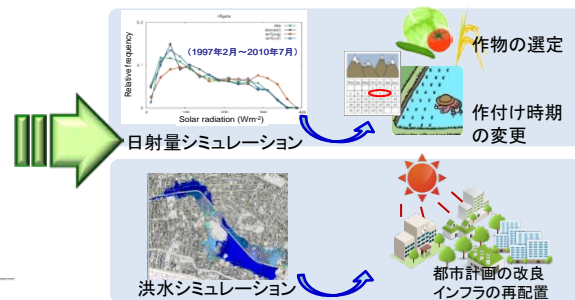 (1997年2月～2010年7月)
Relative frequency
Solar radiation (Wm-2)
日射量シミュレーション
作物の選定
作付け時期
の変更
洪水シミュレーション
都市計画の改良
インフラの再配置